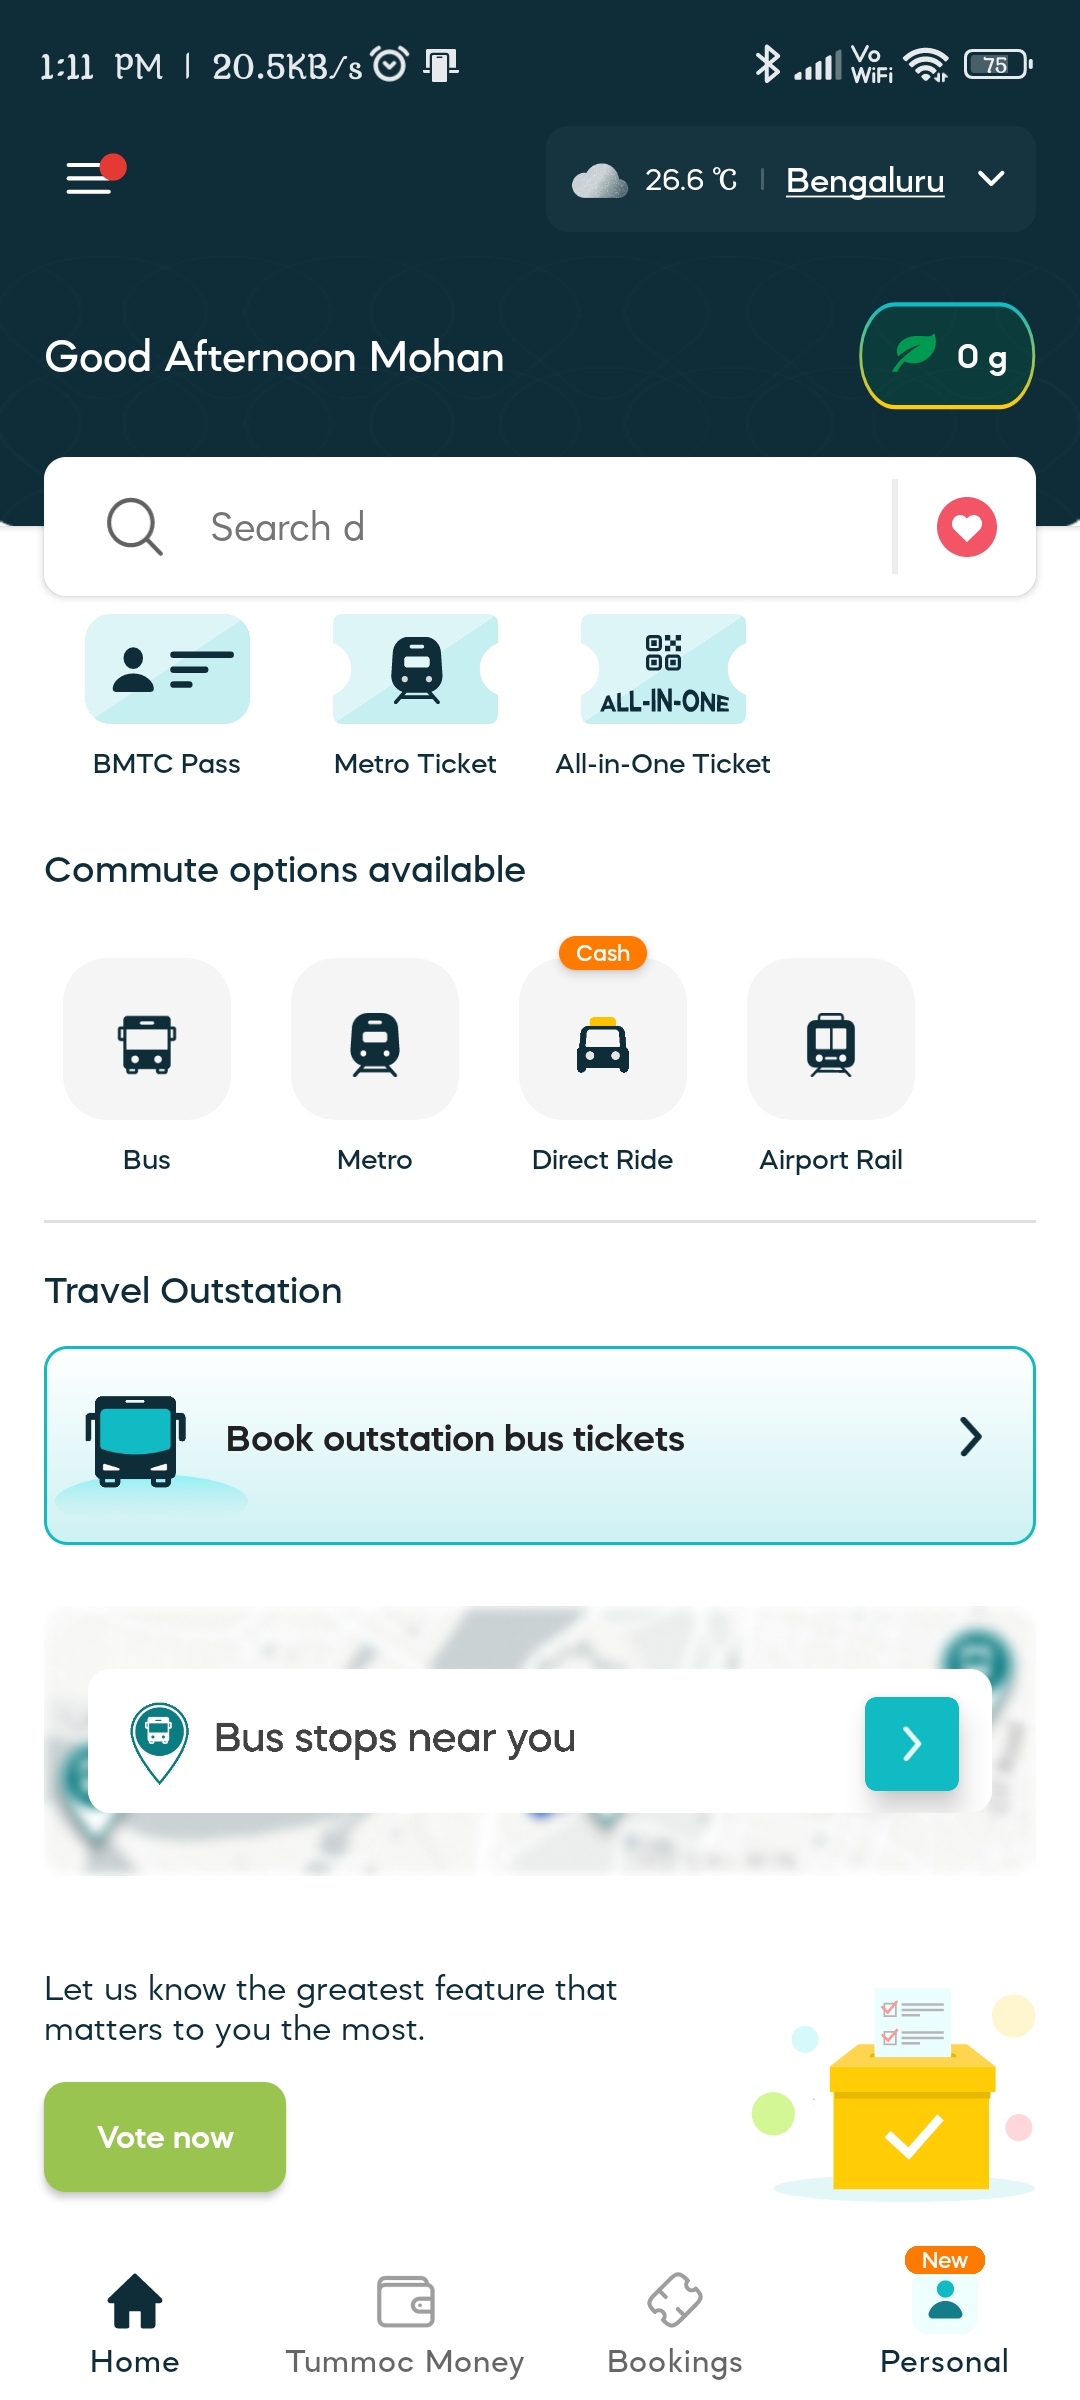 1:11 PM | 20.5KB/s
Vo
WiFi
75
26.6 °C | Bengaluru
Good Afternoon Mohan
0 g
Search d
ALL-IN-ONE
BMTC Pass
Metro Ticket
All-in-One Ticket
Commute options available
Cash
Bus
Metro
Direct Ride
Airport Rail
Travel Outstation
Book outstation bus tickets
Bus stops near you
Let us know the greatest feature that
matters to you the most.
Vote now
New
Home
Tummoc Money
Bookings
Personal